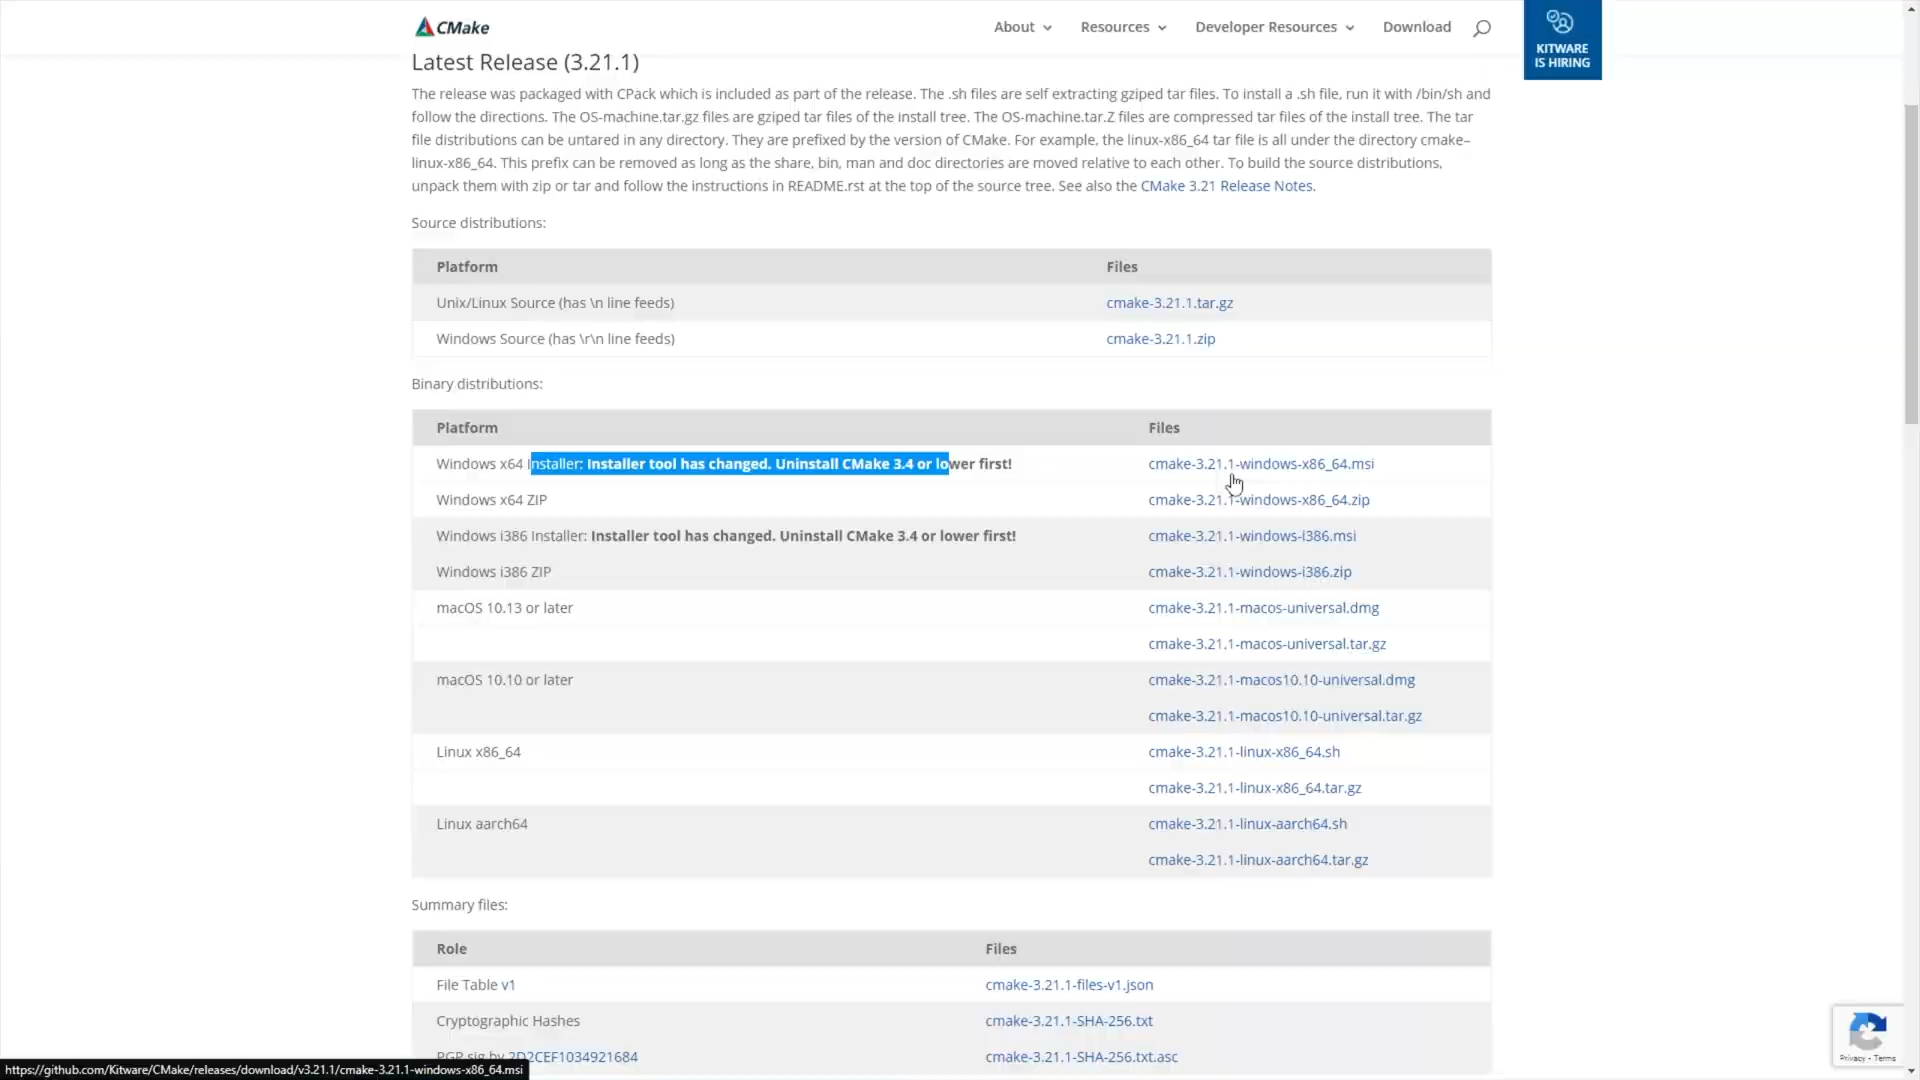 CMake
About
Resources
Developer Resources
Download
KITWARE
IS HIRING
Latest Release (3.21.1)
The release was packaged with CPack which is included as part of the release. The .sh files are self extracting gziped tar files. To install a .sh file, run it with /bin/sh and
follow the directions. The OS-machine.tar.gz files are gziped tar files of the install tree. The OS-machine.tar.Z files are compressed tar files of the install tree. The tar
file distributions can be untared in any directory. They are prefixed by the version of CMake. For example, the linux-x86_64 tar file is all under the directory cmake–
linux-x86_64. This prefix can be removed as long as the share, bin, man and doc directories are moved relative to each other. To build the source distributions,
unpack them with zip or tar and follow the instructions in README.rst at the top of the source tree. See also the CMake 3.21 Release Notes.
Source distributions:
Platform Files
Unix/Linux Source (has \n line feeds) cmake-3.21.1.tar.gz
Windows Source (has \r\n line feeds) cmake-3.21.1.zip
Binary distributions:
Platform Files
Windows x64 Installer: Installer tool has changed. Uninstall CMake 3.4 or lower first! cmake-3.21.1-windows-x86_64.msi
Windows x64 ZIP cmake-3.21.1-windows-x86_64.zip
Windows i386 Installer: Installer tool has changed. Uninstall CMake 3.4 or lower first! cmake-3.21.1-windows-i386.msi
Windows i386 ZIP cmake-3.21.1-windows-i386.zip
macOS 10.13 or later cmake-3.21.1-macos-universal.dmg
cmake-3.21.1-macos-universal.tar.gz
macOS 10.10 or later cmake-3.21.1-macos10.10-universal.dmg
cmake-3.21.1-macos10.10-universal.tar.gz
Linux x86_64 cmake-3.21.1-linux-x86_64.sh
cmake-3.21.1-linux-x86_64.tar.gz
Linux aarch64 cmake-3.21.1-linux-aarch64.sh
cmake-3.21.1-linux-aarch64.tar.gz
Summary files:
Role Files
File Table v1 cmake-3.21.1-files-v1.json
Cryptographic Hashes cmake-3.21.1-SHA-256.txt
PGP sig by 2D2CEF1034921684 cmake-3.21.1-SHA-256.txt.asc
Privacy - Terms
https://github.com/Kitware/CMake/releases/download/v3.21.1/cmake-3.21.1-windows-x86_64.msi